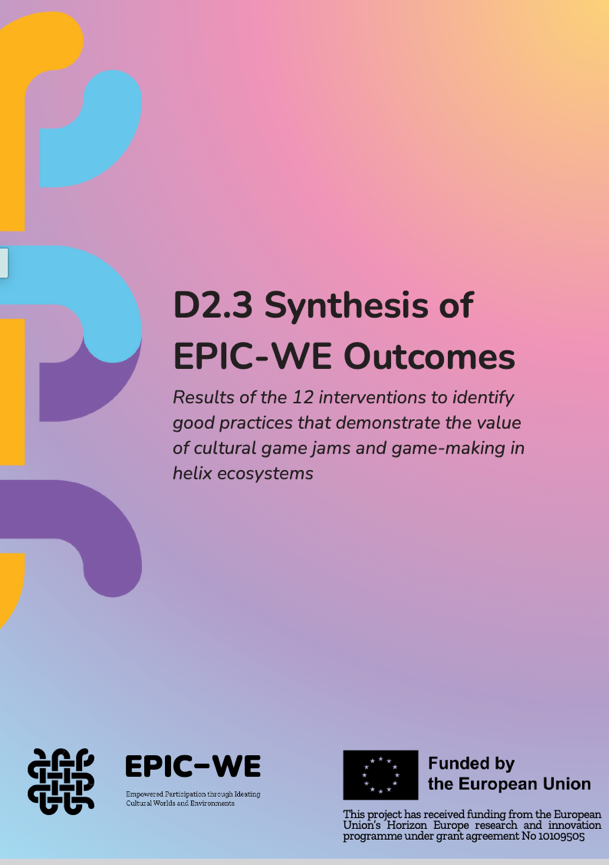 D2.3 Synthesis of
EPIC-WE Outcomes
Results of the 12 interventions to identify
good practices that demonstrate the value
of cultural game jams and game-making in
helix ecosystems
EPIC-WE
Empowered Participation through Ideating
Cultural Worlds and Environments
Funded by
the European Union
This project has received funding from the European
Union's Horizon Europe research and innovation
programme under grant agreement No 10109505